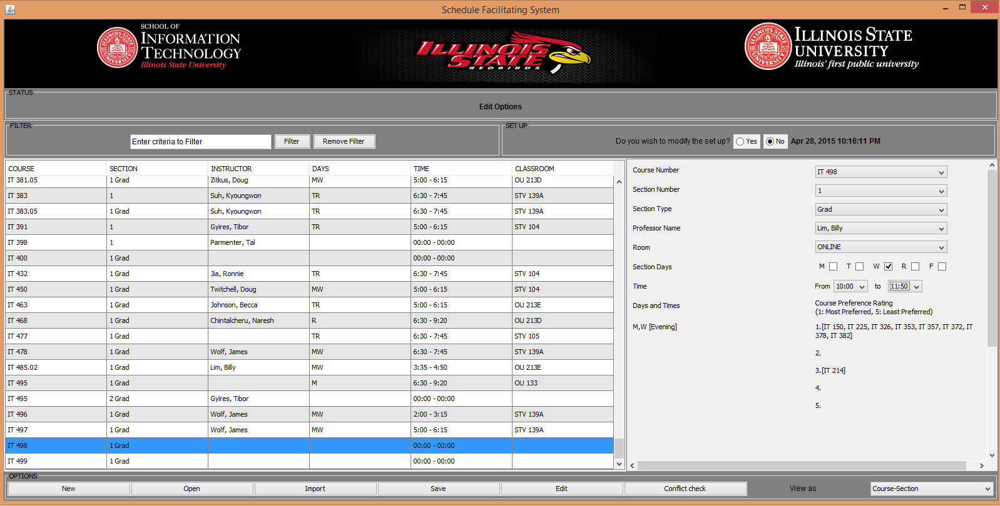 Schedule Facilitating System
SCHOOL OF
INFORMATION
TECHNOLOGY
Illinois State University
18 57
ILLINOIS
STATE
REDBIRDS
18 57
ILLINOIS STATE
UNIVERSITY
Illinois' first public university
STATUS
Edit Options
FILTER
Enter criteria to Filter Filter Remove Filter
SET UP
Do you wish to modify the set up? Yes No Apr 28, 2015 10:16:11 PM
COURSE SECTION INSTRUCTOR DAYS TIME CLASSROOM
IT 381.05 1 Grad Zitkus, Doug MW 5:00 - 6:15 OU 213D
IT 383 1 Suh, Kyoungwon TR 6:30 - 7:45 STV 139A
IT 383.05 1 Grad Suh, Kyoungwon TR 6:30 - 7:45 STV 139A
IT 391 1 Gyires, Tibor TR 5:00 - 6:15 STV 104
IT 398 1 Parmenter, Tal 00:00 - 00:00
IT 400 1 Grad 00:00 - 00:00
IT 432 1 Grad Jia, Ronnie TR 6:30 - 7:45 STV 104
IT 450 1 Grad Twitchell, Doug MW 5:00 - 6:15 STV 104
IT 463 1 Grad Johnson, Becca TR 5:00 - 6:15 OU 213E
IT 468 1 Grad Chintalcheru, Naresh R 6:30 - 9:20 OU 213D
IT 477 1 Grad TR 6:30 - 7:45 STV 105
IT 478 1 Grad Wolf, James MW 6:30 - 7:45 STV 139A
IT 485.02 1 Grad Lim, Billy MW 3:35 - 4:50 OU 213E
IT 495 1 Grad M 6:30 - 9:20 OU 133
IT 495 2 Grad Gyires, Tibor 00:00 - 00:00
IT 496 1 Grad Wolf, James MW 2:00 - 3:15 STV 139A
IT 497 1 Grad Wolf, James MW 5:00 - 6:15 STV 139A
IT 498 1 Grad 00:00 - 00:00
IT 499 1 Grad 00:00 - 00:00
Course Number IT 498
Section Number 1
Section Type Grad
Professor Name Lim, Billy
Room ONLINE
Section Days M T W R F
Time From 10:00 to 11:50
Days and Times Course Preference Rating
(1: Most Preferred, 5: Least Preferred)
M,W [Evening] 1.[IT 150, IT 225, IT 326, IT 353, IT 357, IT 372, IT
378, IT 382]
2.
3.[IT 214]
4.
5.
OPTIONS
New Open Import Save Edit Conflict check View as Course-Section